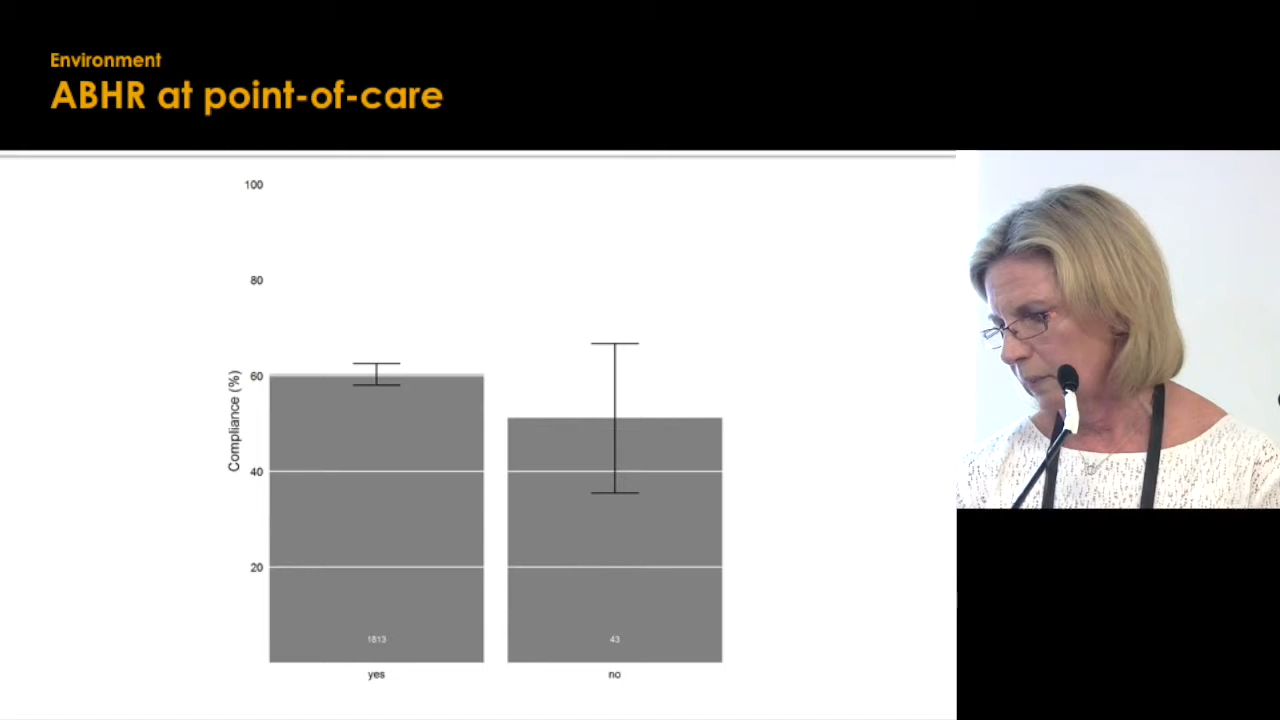 Environment
ABHR at point-of-care
100
80
60
40
20
Compliance (%)
1813
43
yes
no